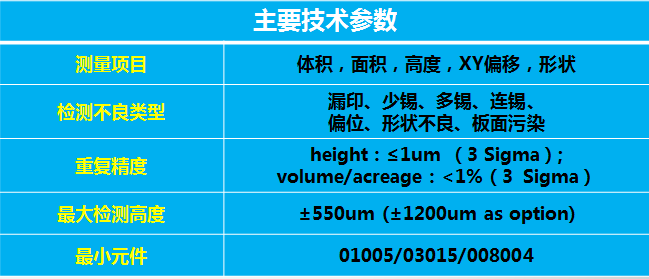 主要技术参数
测量项目
体积，面积，高度，XY偏移，形状
检测不良类型
漏印、少锡、多锡、连锡、
偏位、形状不良、板面污染
重复精度
height：≤1um （3 Sigma）；
volume/acreage：<1%（3 Sigma）
最大检测高度
±550um (±1200um as option)
最小元件
01005/03015/008004